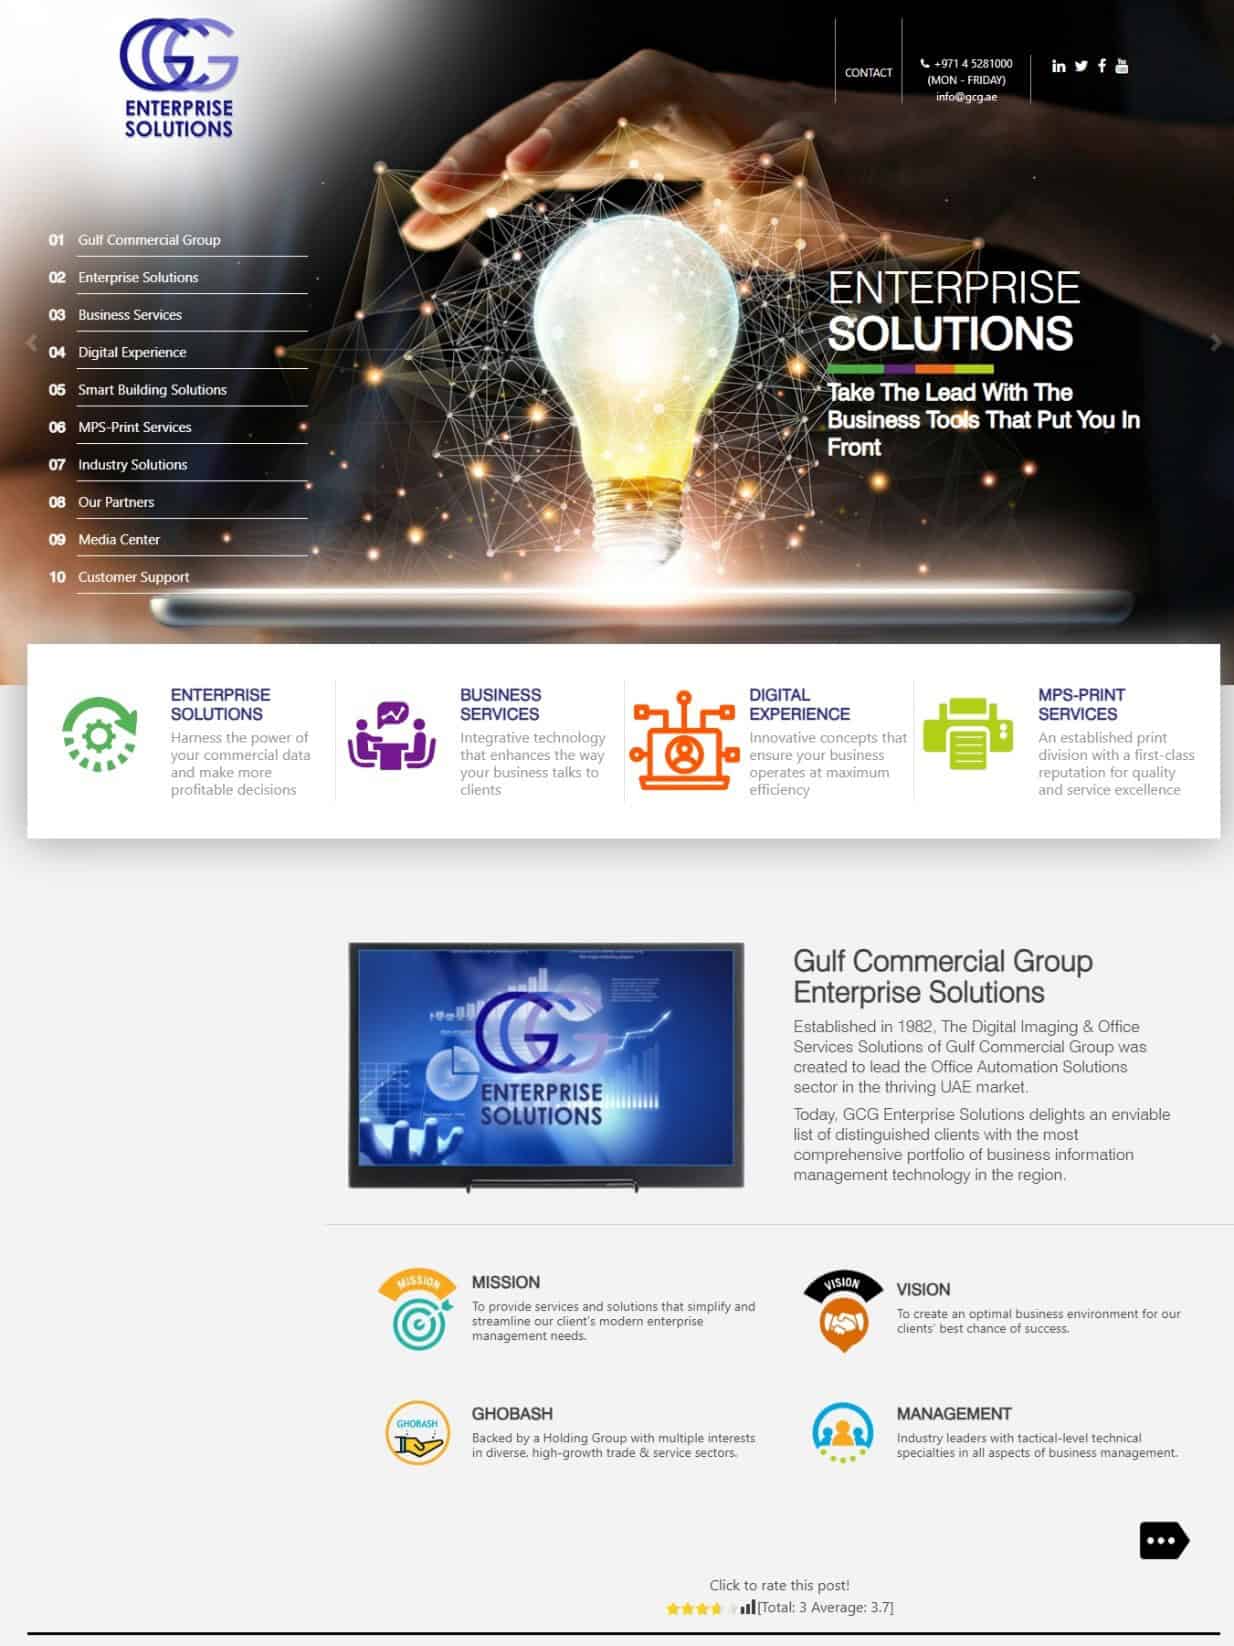 GCG
ENTERPRISE
SOLUTIONS
CONTACT
+971 4 5281000
(MON - FRIDAY)
info@gcg.ae
01 Gulf Commercial Group
02 Enterprise Solutions
03 Business Services
04 Digital Experience
05 Smart Building Solutions
06 MPS-Print Services
07 Industry Solutions
08 Our Partners
09 Media Center
10 Customer Support
ENTERPRISE
SOLUTIONS
Take The Lead With The
Business Tools That Put You In
Front
ENTERPRISE
SOLUTIONS
Harness the power of
your commercial data
and make more
profitable decisions
BUSINESS
SERVICES
Integrative technology
that enhances the way
your business talks to
clients
DIGITAL
EXPERIENCE
Innovative concepts that
ensure your business
operates at maximum
efficiency
MPS-PRINT
SERVICES
An established print
division with a first-class
reputation for quality
and service excellence
GCG
ENTERPRISE
SOLUTIONS
Gulf Commercial Group
Enterprise Solutions
Established in 1982, The Digital Imaging & Office
Services Solutions of Gulf Commercial Group was
created to lead the Office Automation Solutions
sector in the thriving UAE market.
Today, GCG Enterprise Solutions delights an enviable
list of distinguished clients with the most
comprehensive portfolio of business information
management technology in the region.
MISSION
MISSION
To provide services and solutions that simplify and
streamline our client's modern enterprise
management needs.
VISION
VISION
To create an optimal business environment for our
clients' best chance of success.
GHOBASH
GHOBASH
Backed by a Holding Group with multiple interests
in diverse, high-growth trade & service sectors.
MANAGEMENT
Industry leaders with tactical-level technical
specialties in all aspects of business management.
Click to rate this post!
[Total: 3 Average: 3.7]